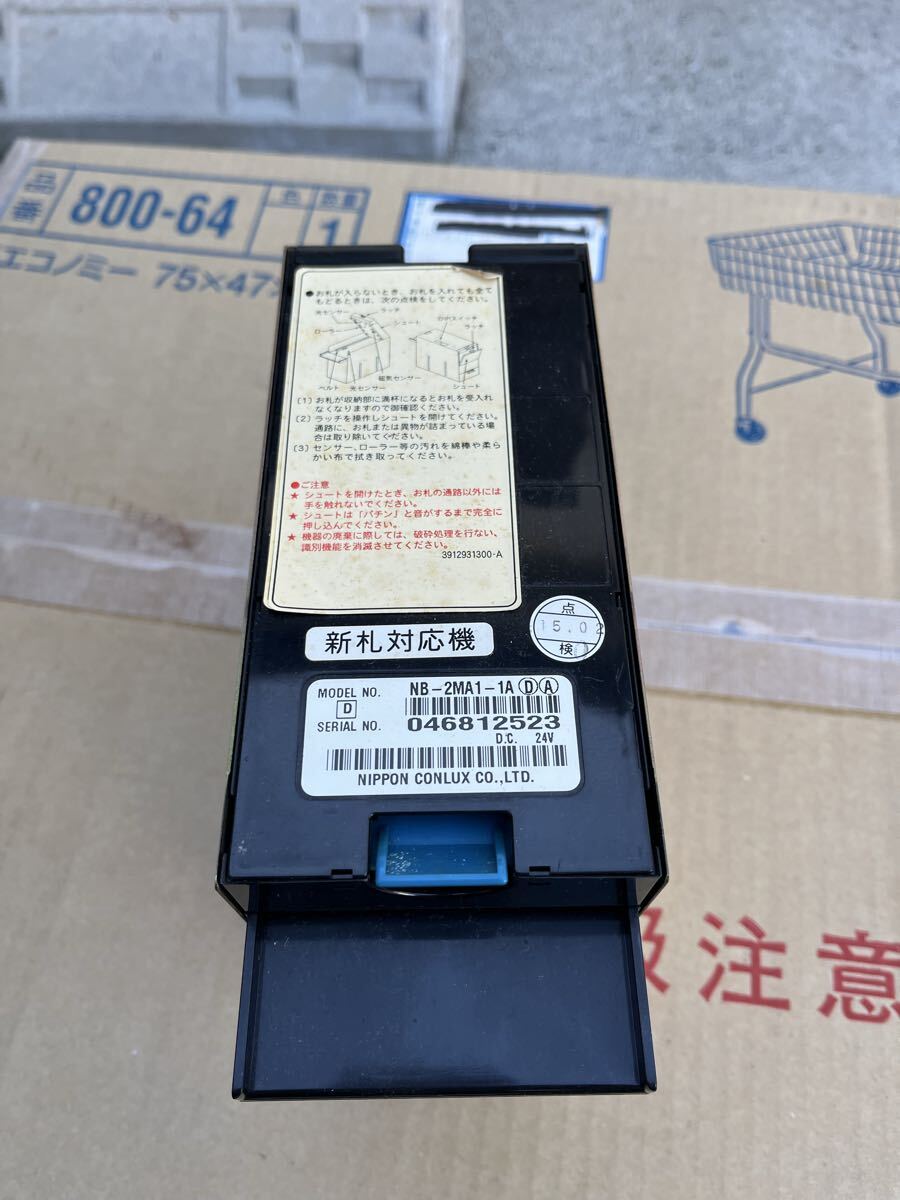 品番 800-64 色 数量 1
エコノミー 75×47×
●お札が入らないとき、お札を入れても全て
もどるときは、次の点検をしてください。
光センサー ラッチ
ローラー シュート
ベルト 光センサー 磁気センサー
ラッチ
シュート
(1) お札が収納部に満杯になるとお札を受入れ
なくなりますので御確認ください。
(2) ラッチを操作しシュートを開けてください。
通路に、お札または異物が詰まっている場
合は取り除いてください。
(3) センサー、ローラー等の汚れを綿棒や柔ら
かい布で拭き取ってください。
●ご注意
★ シュートを開けたとき、お札の通路以外には
手を触れないでください。
★ シュートは「パチン」と音がするまで完全に
押し込んでください。
★ 機器の廃棄に際しては、破砕処理を行ない、
識別機能を消滅させてください。
3912931300-A
新札対応機
点
15.02
検
MODEL NO. NB-2MA1-1A Ⓓ Ⓐ
D
SERIAL NO. 046812523
D.C. 24V
NIPPON CONLUX CO.,LTD.
扱注意